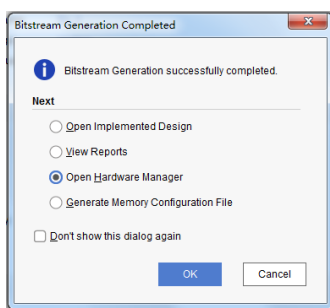 Bitstream Generation Completed
Bitstream Generation successfully completed.
Next
Open Implemented Design
View Reports
Open Hardware Manager
Generate Memory Configuration File
Don't show this dialog again
OK
Cancel